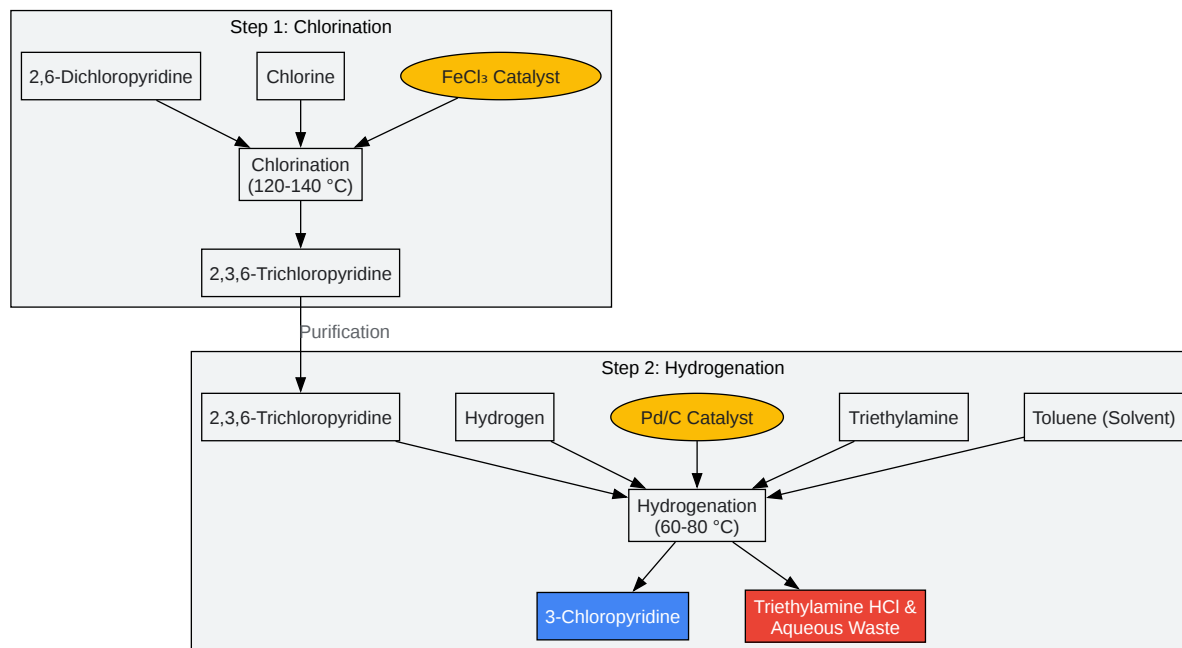 Step 1: Chlorination
2,6-Dichloropyridine
Chlorine
FeCl₃ Catalyst
Chlorination
(120-140 °C)
2,3,6-Trichloropyridine
Purification
Step 2: Hydrogenation
2,3,6-Trichloropyridine
Hydrogen
Pd/C Catalyst
Triethylamine
Toluene (Solvent)
Hydrogenation
(60-80 °C)
3-Chloropyridine
Triethylamine HCl &
Aqueous Waste